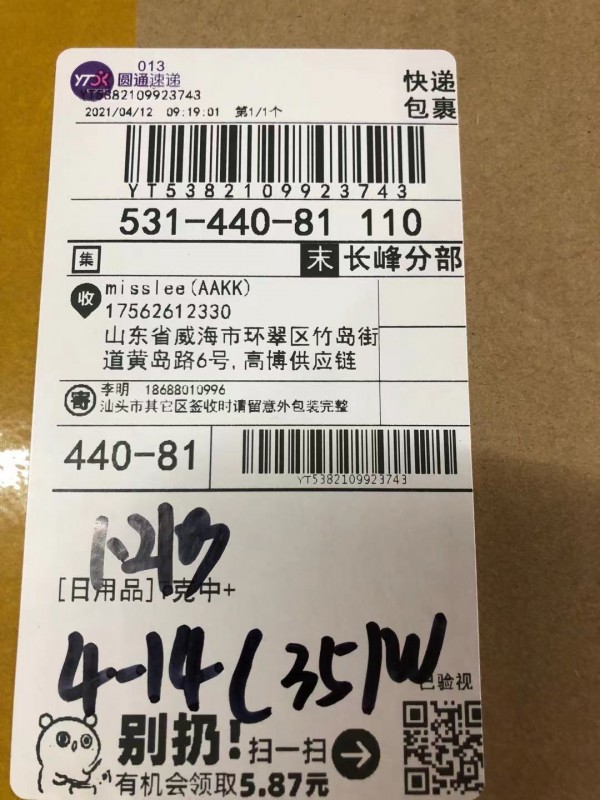 013
YTO 圆通速递
快递
包裹
YT5382109923743
2021/04/12 09:19:01 第1/1个
YT5382109923743
531-440-81 110
集
末 长峰分部
收 misslee(AAKK)
17562612330
山东省威海市环翠区竹岛街
道黄岛路6号,高博供应链
寄 李明 18688010996
汕头市其它区签收时请留意外包装完整
440-81
YT5382109923743
[日用品] 克中+
4-14 (35)W
已验视
别扔!扫一扫
有机会领取5.87元